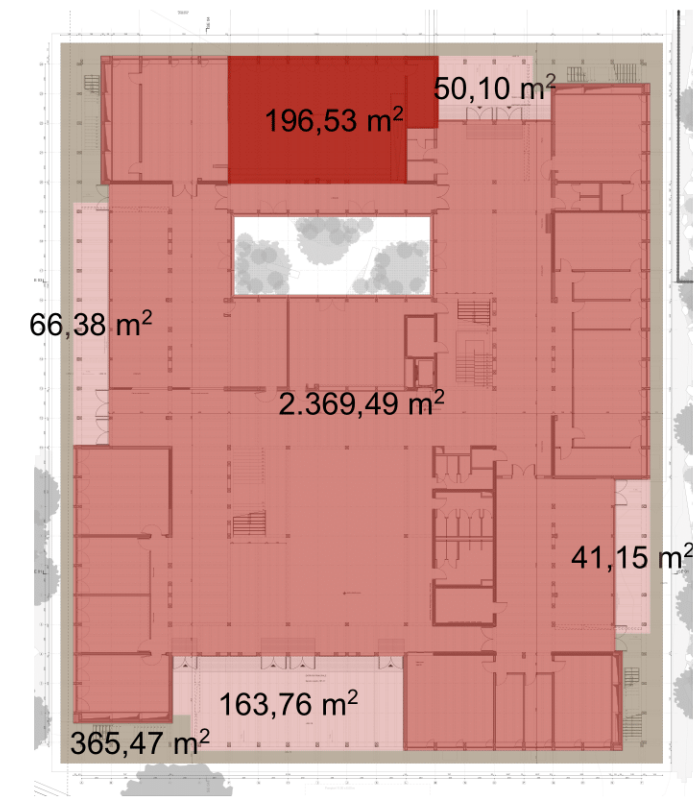 50,10 m²
196,53 m²
66,38 m²
2.369,49 m²
41,15 m²
163,76 m²
365,47 m²